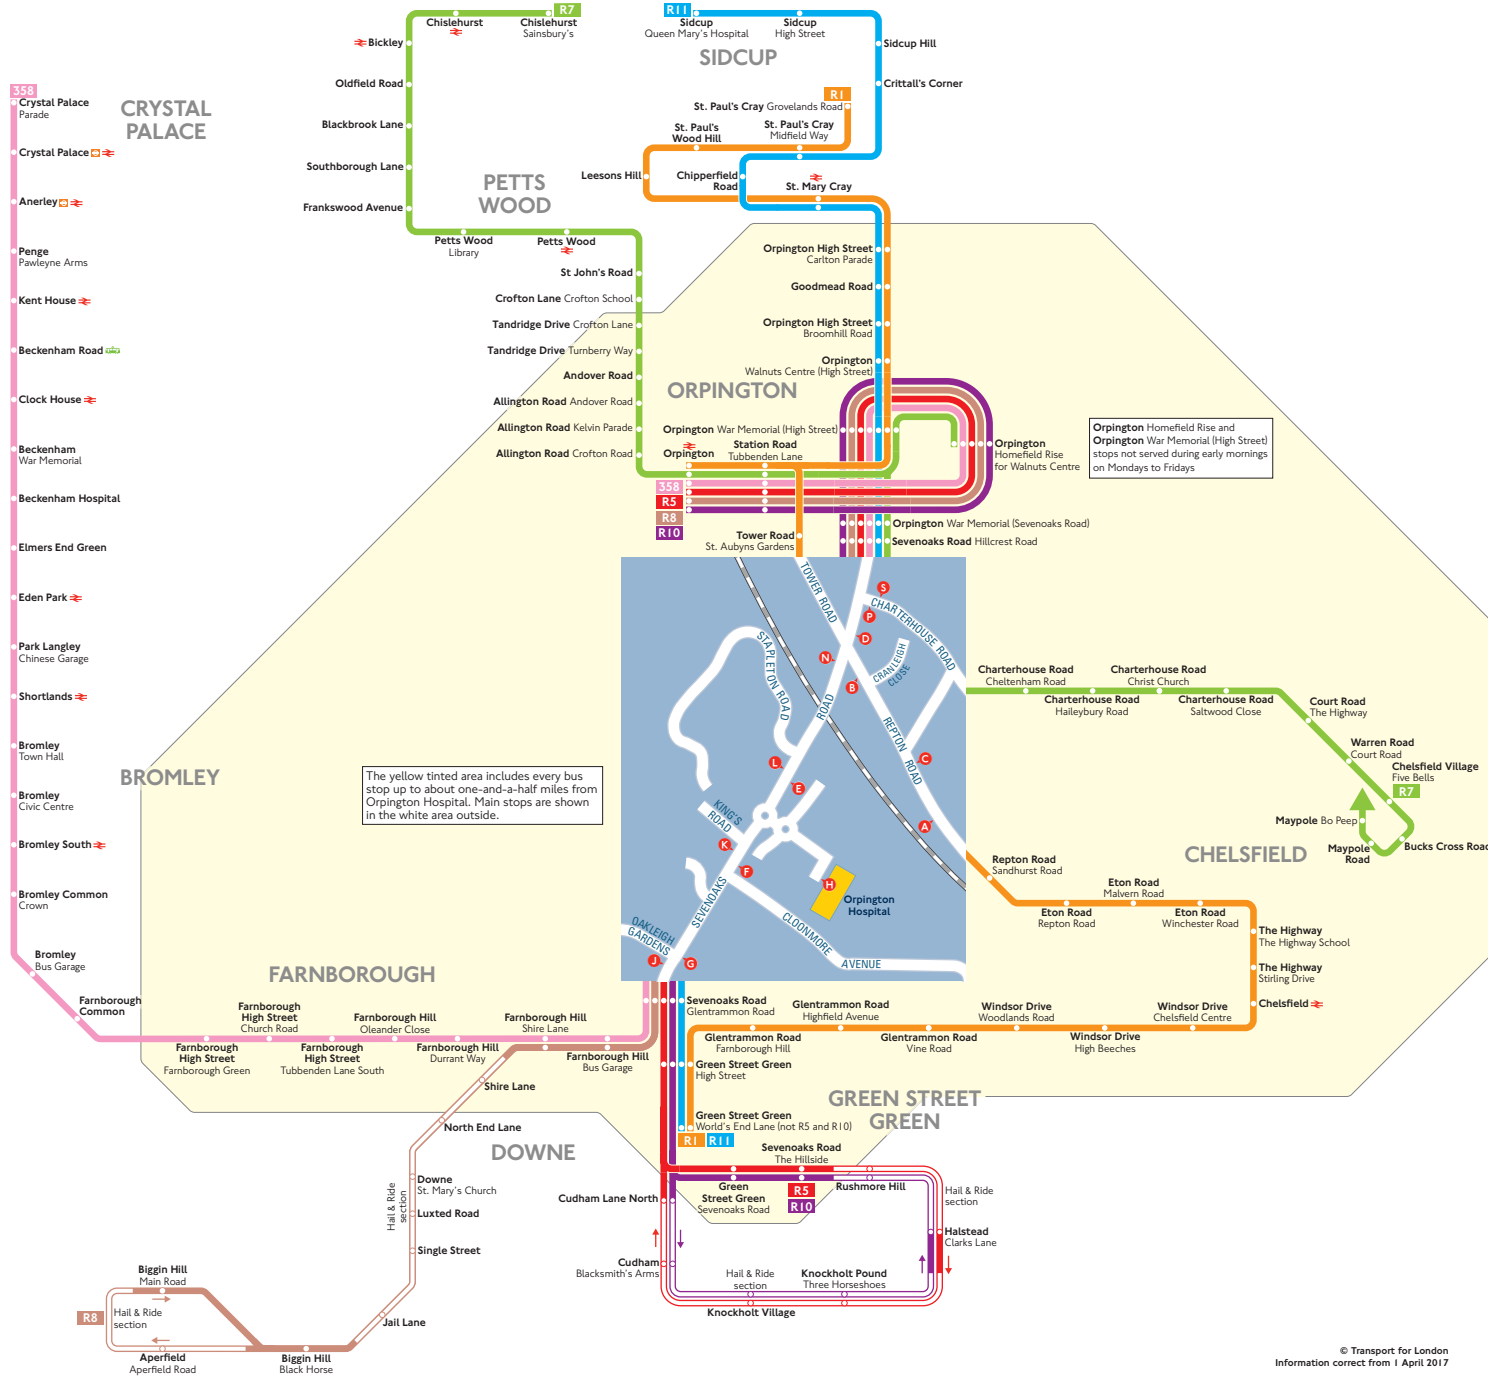 R7
Chislehurst
Chislehurst
Sainsbury's
Bickley
Oldfield Road
Blackbrook Lane
Southborough Lane
Frankswood Avenue
PETTS
WOOD
Petts Wood
Library
Petts Wood
St John's Road
Crofton Lane Crofton School
Tandridge Drive Crofton Lane
Tandridge Drive Turnberry Way
Andover Road
Allington Road Andover Road
Allington Road Kelvin Parade
Allington Road Crofton Road
R11
Sidcup
Queen Mary's Hospital
Sidcup
High Street
SIDCUP
Sidcup Hill
Crittall's Corner
R1
St. Paul's Cray Grovelands Road
St. Paul's
Wood Hill
St. Paul's Cray
Midfield Way
Leesons Hill
Chipperfield
Road
St. Mary Cray
Orpington High Street
Carlton Parade
Goodmead Road
Orpington High Street
Broomhill Road
Orpington
Walnuts Centre (High Street)
ORPINGTON
Orpington War Memorial (High Street)
Orpington
Station Road
Tubbenden Lane
Orpington
Homefield Rise
for Walnuts Centre
Orpington Homefield Rise and
Orpington War Memorial (High Street)
stops not served during early mornings
on Mondays to Fridays
358
R5
R8
R10
Tower Road
St. Aubyns Gardens
Orpington War Memorial (Sevenoaks Road)
Sevenoaks Road Hillcrest Road
358
Crystal Palace
Parade
CRYSTAL
PALACE
Crystal Palace
Anerley
Penge
Pawleyne Arms
Kent House
Beckenham Road
Clock House
Beckenham
War Memorial
Beckenham Hospital
Elmers End Green
Eden Park
Park Langley
Chinese Garage
Shortlands
Bromley
Town Hall
BROMLEY
Bromley
Civic Centre
Bromley South
Bromley Common
Crown
Bromley
Bus Garage
Farnborough
Common
The yellow tinted area includes every bus
stop up to about one-and-a-half miles from
Orpington Hospital. Main stops are shown
in the white area outside.
TOWER ROAD
CHARTERHOUSE ROAD
CRANLEIGH
CLOSE
STAPLETON ROAD
ROAD
REPTON
ROAD
KING'S
ROAD
SEVENOAKS
OAKLEIGH
GARDENS
CLOONMORE
AVENUE
Orpington
Hospital
S
P
D
N
B
C
L
E
A
K
F
H
J
G
Charterhouse Road
Cheltenham Road
Charterhouse Road
Haileybury Road
Charterhouse Road
Christ Church
Charterhouse Road
Saltwood Close
Court Road
The Highway
Warren Road
Court Road
Chelsfield Village
Five Bells
R7
Maypole Bo Peep
Maypole
Road
Bucks Cross Road
CHELSFIELD
Repton Road
Sandhurst Road
Eton Road
Repton Road
Eton Road
Malvern Road
Eton Road
Winchester Road
The Highway
The Highway School
The Highway
Stirling Drive
Chelsfield
Windsor Drive
Chelsfield Centre
Windsor Drive
High Beeches
Windsor Drive
Woodlands Road
Glentrammon Road
Vine Road
Glentrammon Road
Highfield Avenue
Glentrammon Road
Farnborough Hill
Sevenoaks Road
Glentrammon Road
Green Street Green
High Street
Green Street Green
World's End Lane (not R5 and R10)
R1
R11
GREEN STREET
GREEN
FARNBOROUGH
Farnborough
High Street
Farnborough Green
Farnborough
High Street
Church Road
Farnborough
High Street
Tubbenden Lane South
Farnborough Hill
Oleander Close
Farnborough Hill
Durrant Way
Farnborough Hill
Shire Lane
Farnborough Hill
Bus Garage
Shire Lane
North End Lane
DOWNE
Downe
St. Mary's Church
Hail & Ride
section
Luxted Road
Single Street
Jail Lane
Biggin Hill
Main Road
R8
Hail & Ride
section
Aperfield
Aperfield Road
Biggin Hill
Black Horse
Sevenoaks Road
The Hillside
Green
Street Green
Sevenoaks Road
R5
R10
Rushmore Hill
Cudham Lane North
Cudham
Blacksmith's Arms
Hail & Ride
section
Halstead
Clarks Lane
Hail & Ride
section
Knockholt Pound
Three Horseshoes
Knockholt Village
© Transport for London
Information correct from 1 April 2017